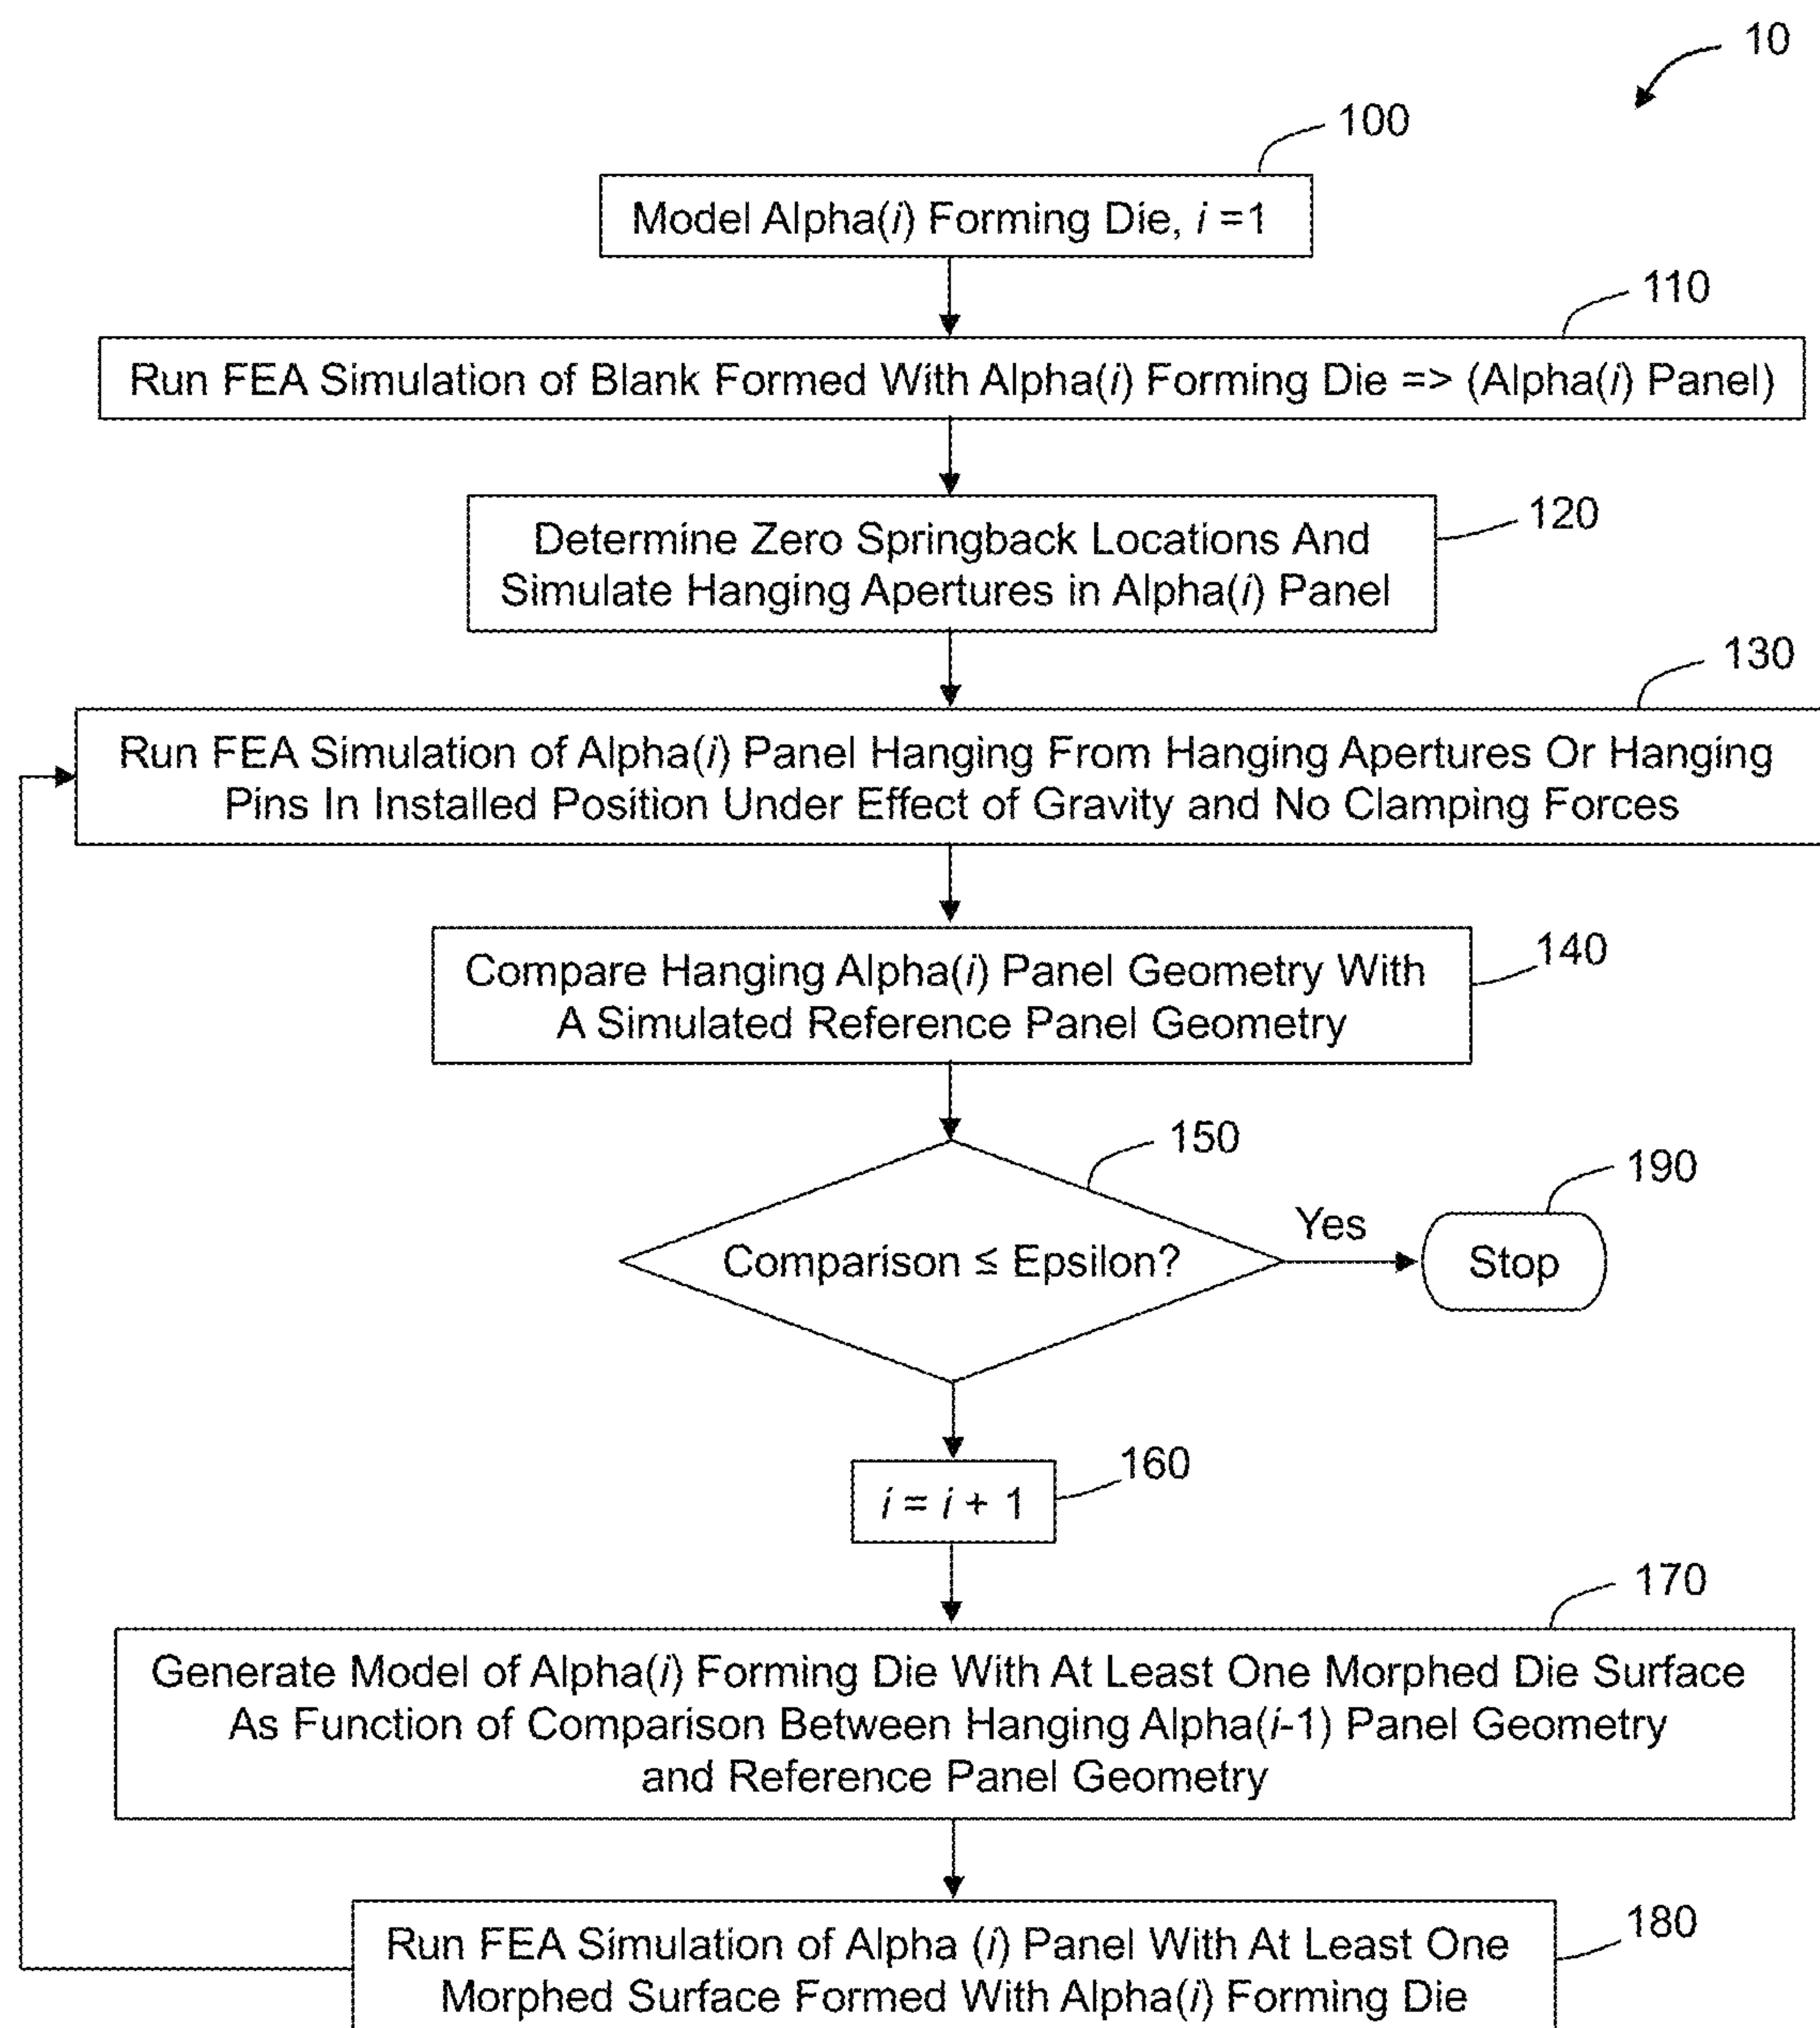 10
100
Model Alpha(i) Forming Die, i =1
110
Run FEA Simulation of Blank Formed With Alpha(i) Forming Die => (Alpha(i) Panel)
120
Determine Zero Springback Locations And
Simulate Hanging Apertures in Alpha(i) Panel
130
Run FEA Simulation of Alpha(i) Panel Hanging From Hanging Apertures Or Hanging
Pins In Installed Position Under Effect of Gravity and No Clamping Forces
140
Compare Hanging Alpha(i) Panel Geometry With
A Simulated Reference Panel Geometry
150
190
Yes
Comparison ≤ Epsilon?
Stop
160
i = i + 1
170
Generate Model of Alpha(i) Forming Die With At Least One Morphed Die Surface
As Function of Comparison Between Hanging Alpha(i-1) Panel Geometry
and Reference Panel Geometry
180
Run FEA Simulation of Alpha (i) Panel With At Least One
Morphed Surface Formed With Alpha(i) Forming Die